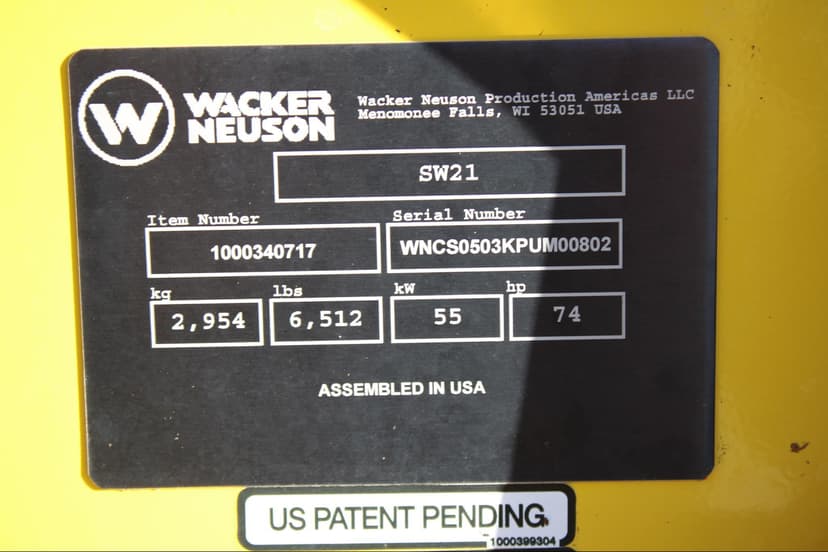 W WACKER
NEUSON
Wacker Neuson Production Americas LLC
Menomonee Falls, WI 53051 USA
SW21
Item Number Serial Number
1000340717 WNCS0503KPUM00802
kg lbs kW hp
2,954 6,512 55 74
ASSEMBLED IN USA
US PATENT PENDING
1000399304